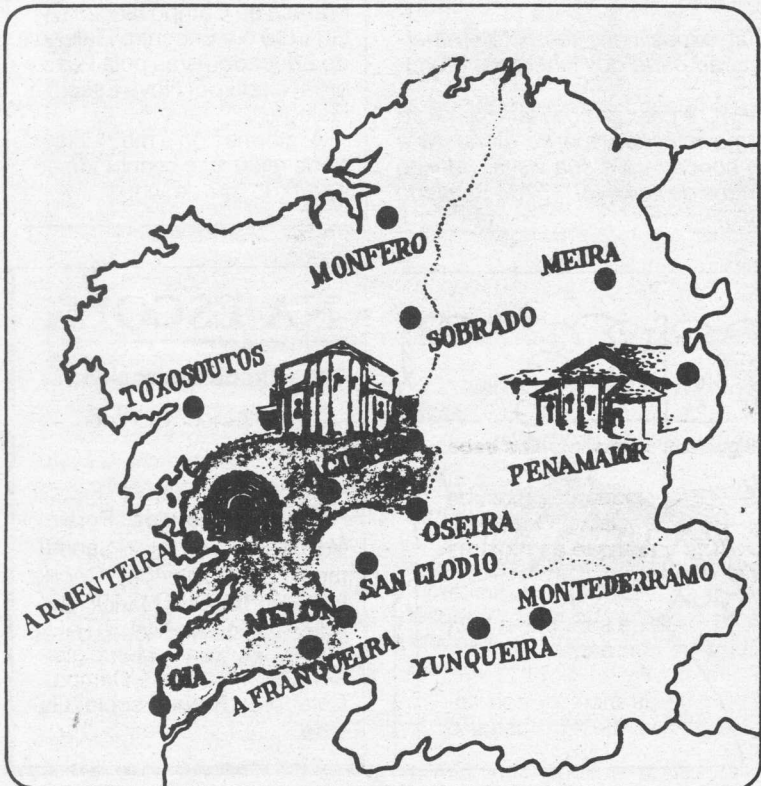 MONFERO
MEIRA
SOBRADO
TOXOSOUTOS
PENAMAIOR
OSEIRA
ARMENTEIRA
SAN CLODIO
MONTEDERRAMO
MELON
XUNQUEIRA
A FRANQUEIRA
OIA